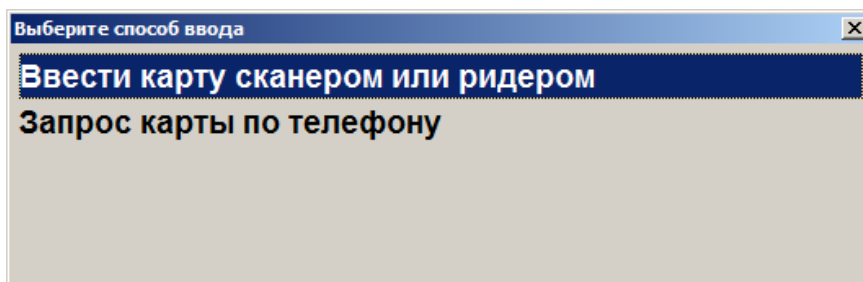 Выберите способ ввода
Ввести карту сканером или ридером
Запрос карты по телефону